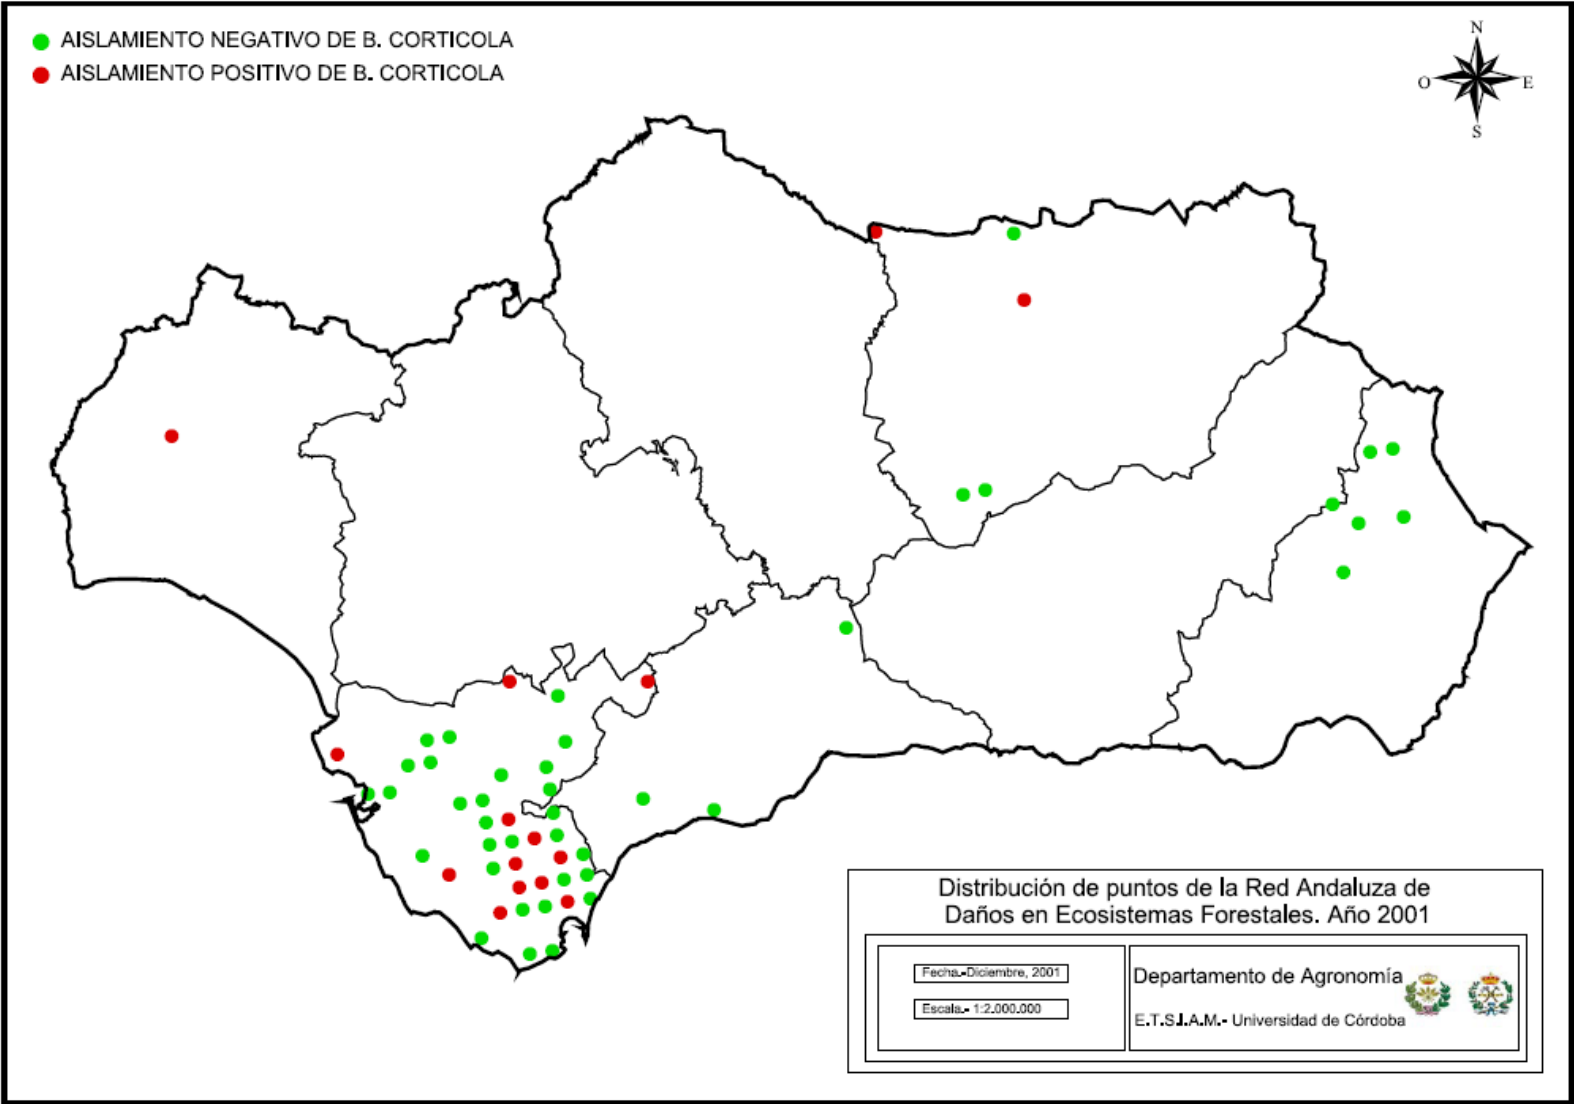 AISLAMIENTO NEGATIVO DE B. CORTICOLA
AISLAMIENTO POSITIVO DE B. CORTICOLA
N
O
E
S
Distribución de puntos de la Red Andaluza de
Daños en Ecosistemas Forestales. Año 2001
Fecha.-Diciembre, 2001
Escala.- 1:2.000.000
Departamento de Agronomía
E.T.S.I.A.M.- Universidad de Córdoba